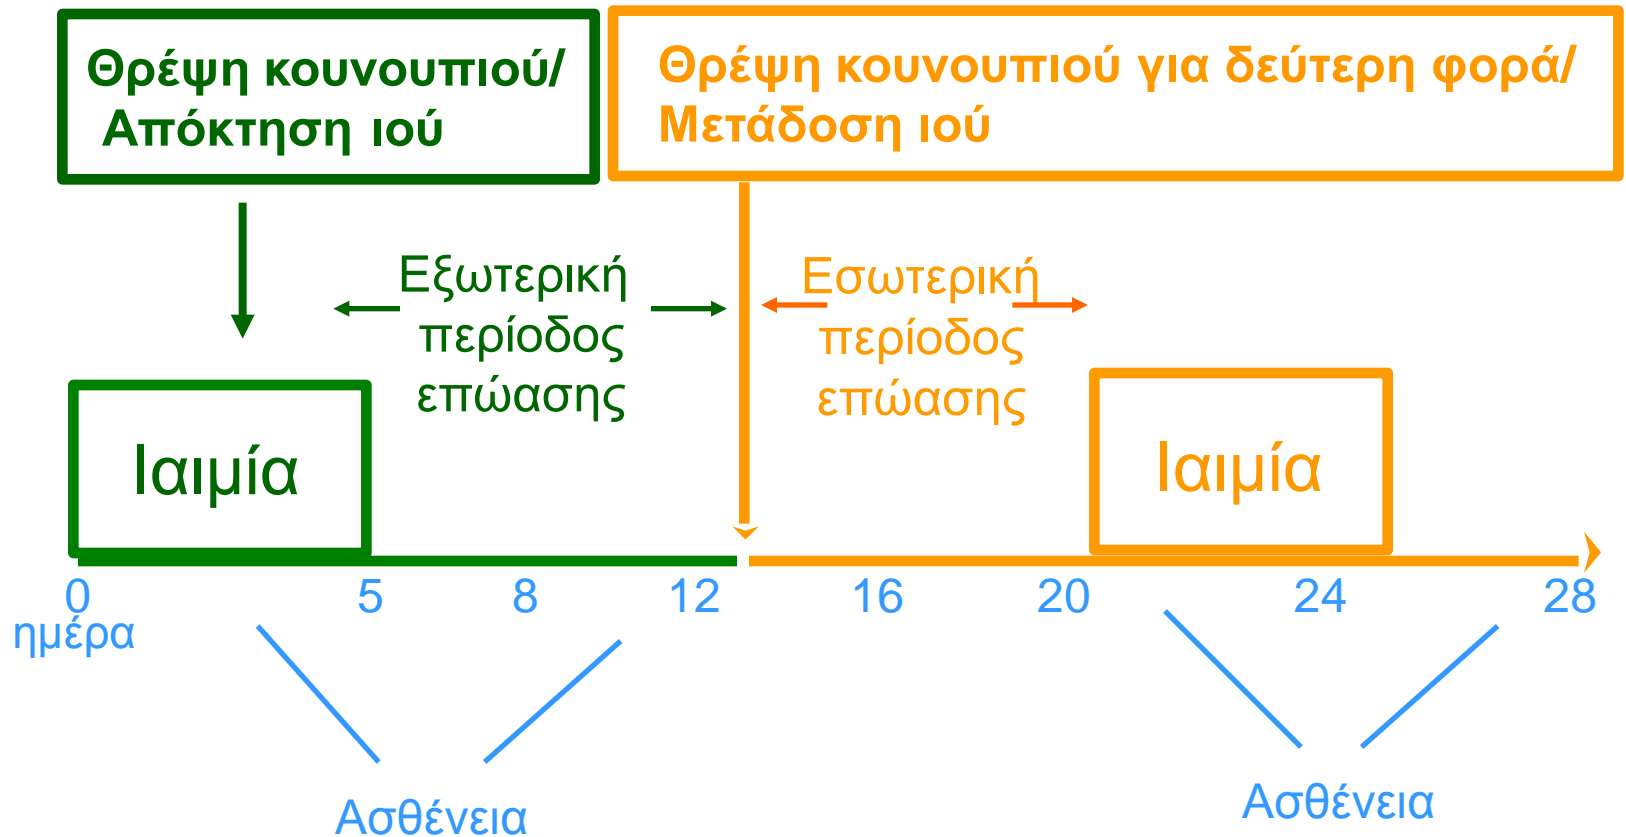 Θρέψη κουνουπιού/
Απόκτηση ιού
Θρέψη κουνουπιού για δεύτερη φορά/
Μετάδοση ιού
Εξωτερική
περίοδος
επώασης
Εσωτερική
περίοδος
επώασης
Ιαιμία
Ιαιμία
0 5 8 12 16 20 24 28
ημέρα
Ασθένεια
Ασθένεια